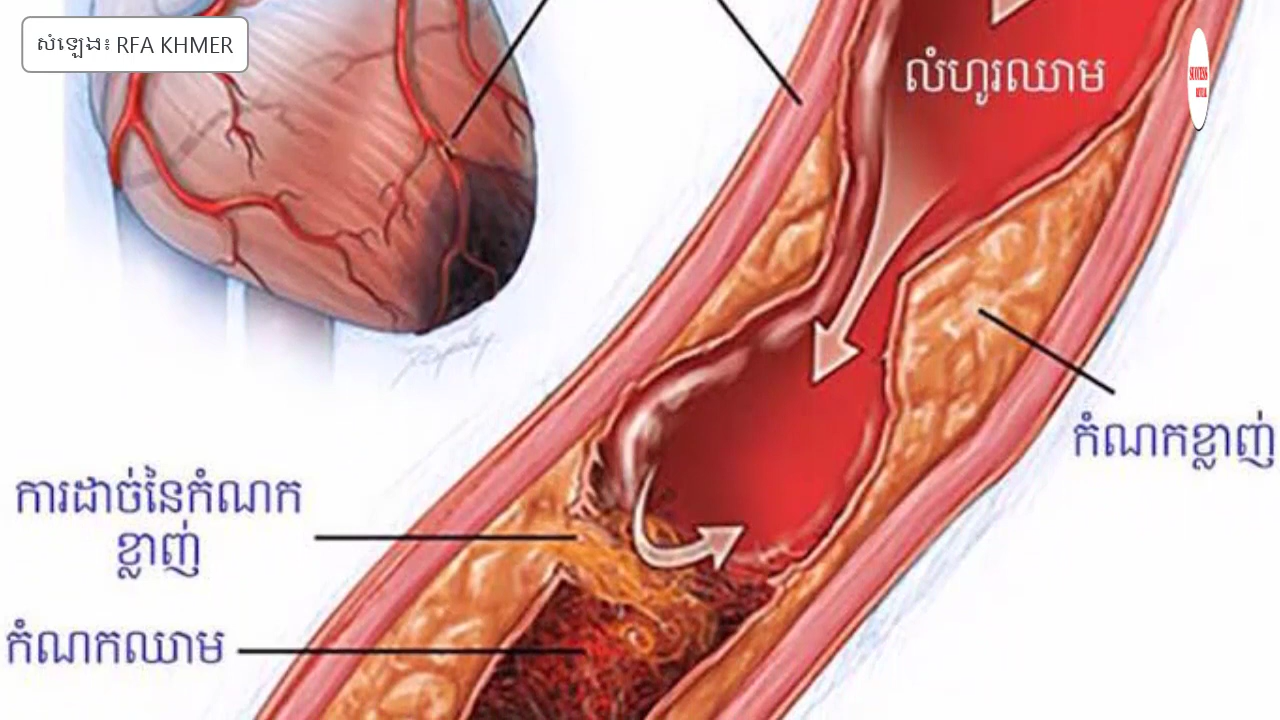 សំឡេង៖ RFA KHMER
លំហូរឈាម
SUCCESS
កំណកខ្លាញ់
ការដាច់នៃកំណក
ខ្លាញ់
កំណកឈាម